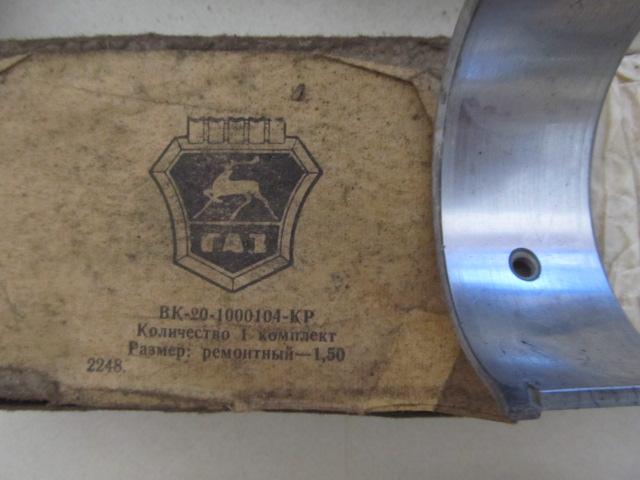 ГАЗ
ВК-20-1000104-КР
Количество 1 комплект
Размер: ремонтный—1,50
2248.